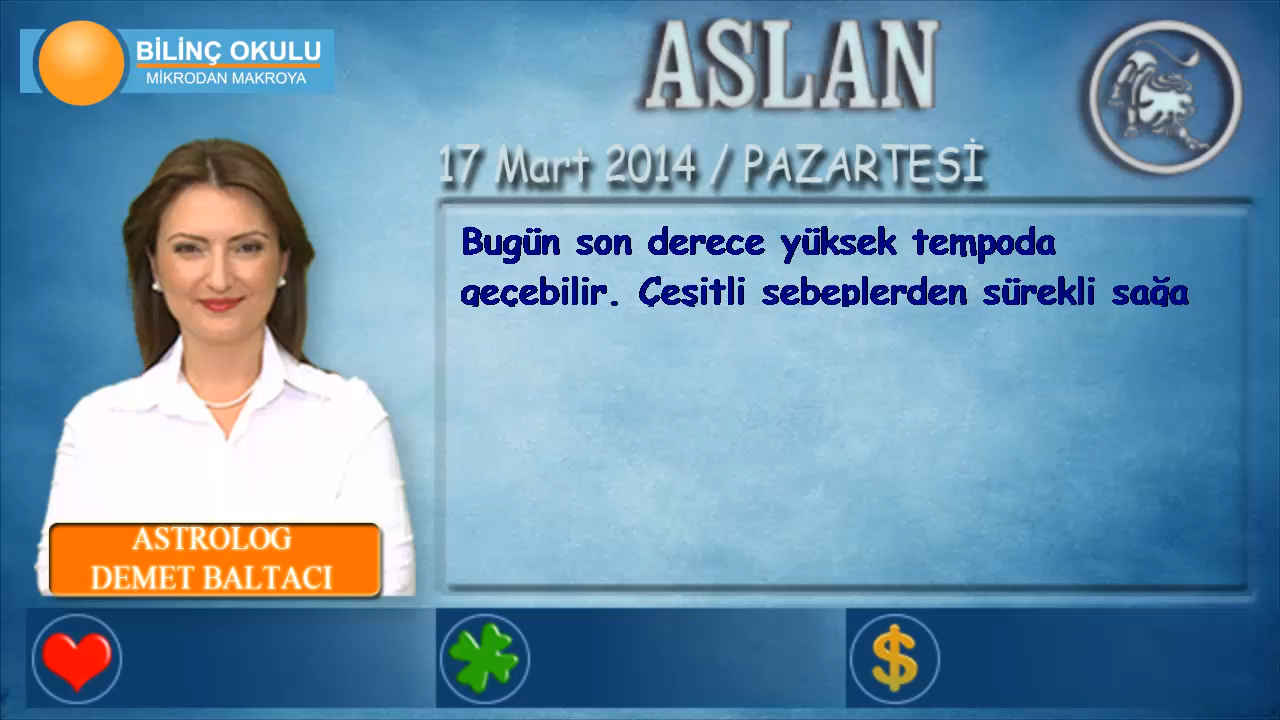 BİLİNÇ OKULU
MİKRODAN MAKROYA
ASLAN
17 Mart 2014 / PAZARTESİ
Bugün son derece yüksek tempoda
geçebilir. Çeşitli sebeplerden sürekli sağa
ASTROLOG
DEMET BALTACI